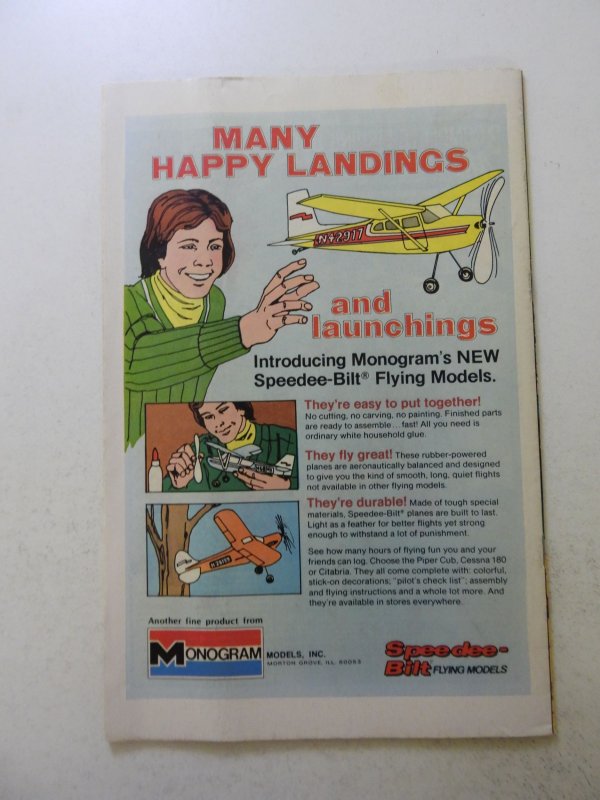 MANY
HAPPY LANDINGS
N42917
and
launchings
Introducing Monogram's NEW
Speedee-Bilt® Flying Models.
They're easy to put together!
No cutting, no carving, no painting. Finished parts
are ready to assemble...fast! All you need is
ordinary white household glue.
They fly great! These rubber-powered
planes are aeronautically balanced and designed
to give you the kind of smooth, long, quiet flights
not available in other flying models.
They're durable! Made of tough special
materials, Speedee-Bilt® planes are built to last.
Light as a feather for better flights yet strong
enough to withstand a lot of punishment.
See how many hours of flying fun you and your
friends can log. Choose the Piper Cub, Cessna 180
or Citabria. They all come complete with: colorful,
stick-on decorations; "pilot's check list"; assembly
and flying instructions and a whole lot more. And
they're available in stores everywhere.
Another fine product from
MONOGRAM MODELS, INC.
MORTON GROVE, ILL. 60053
Speedee-
Bilt FLYING MODELS